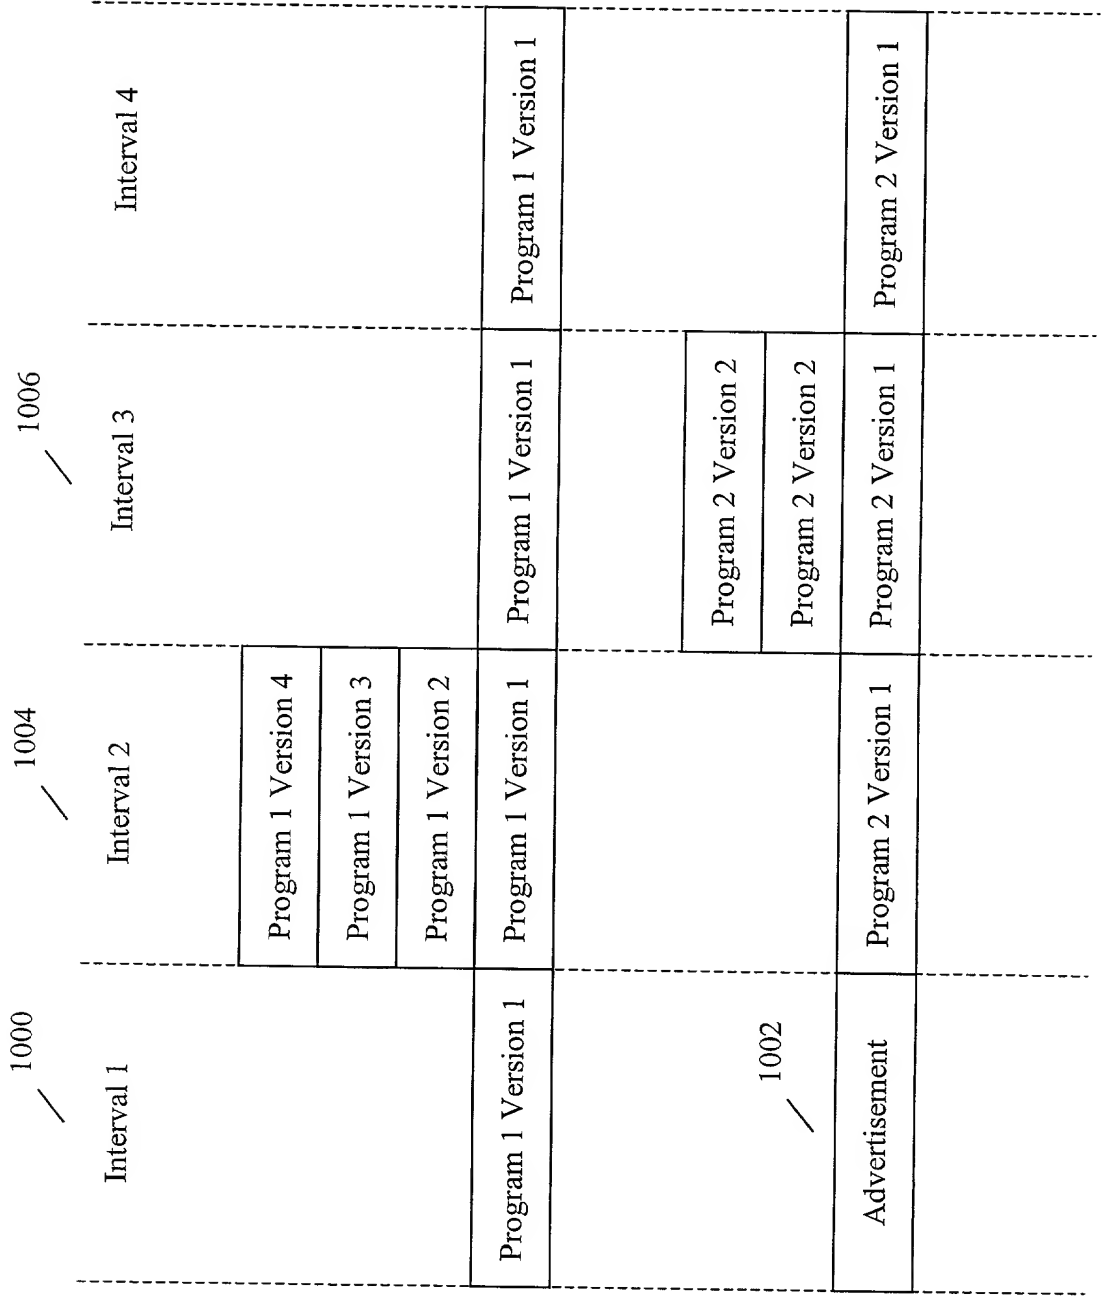 1000
1004
1006
Interval 1
Interval 2
Interval 3
Interval 4
Program 1 Version 4
Program 1 Version 3
Program 1 Version 2
Program 1 Version 1
Program 1 Version 1
Program 1 Version 1
Program 1 Version 1
1002
Program 2 Version 2
Program 2 Version 2
Advertisement
Program 2 Version 1
Program 2 Version 1
Program 2 Version 1